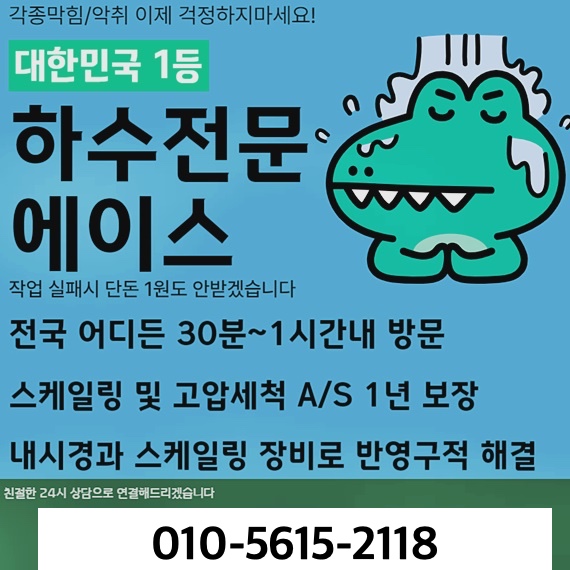 각종막힘/악취 이제 걱정하지마세요!
대한민국 1등
하수전문
에이스
작업 실패시 단돈 1원도 안받겠습니다
전국 어디든 30분~1시간내 방문
스케일링 및 고압세척 A/S 1년 보장
내시경과 스케일링 장비로 반영구적 해결
친절한 24시 상담으로 연결해드리겠습니다
010-5615-2118